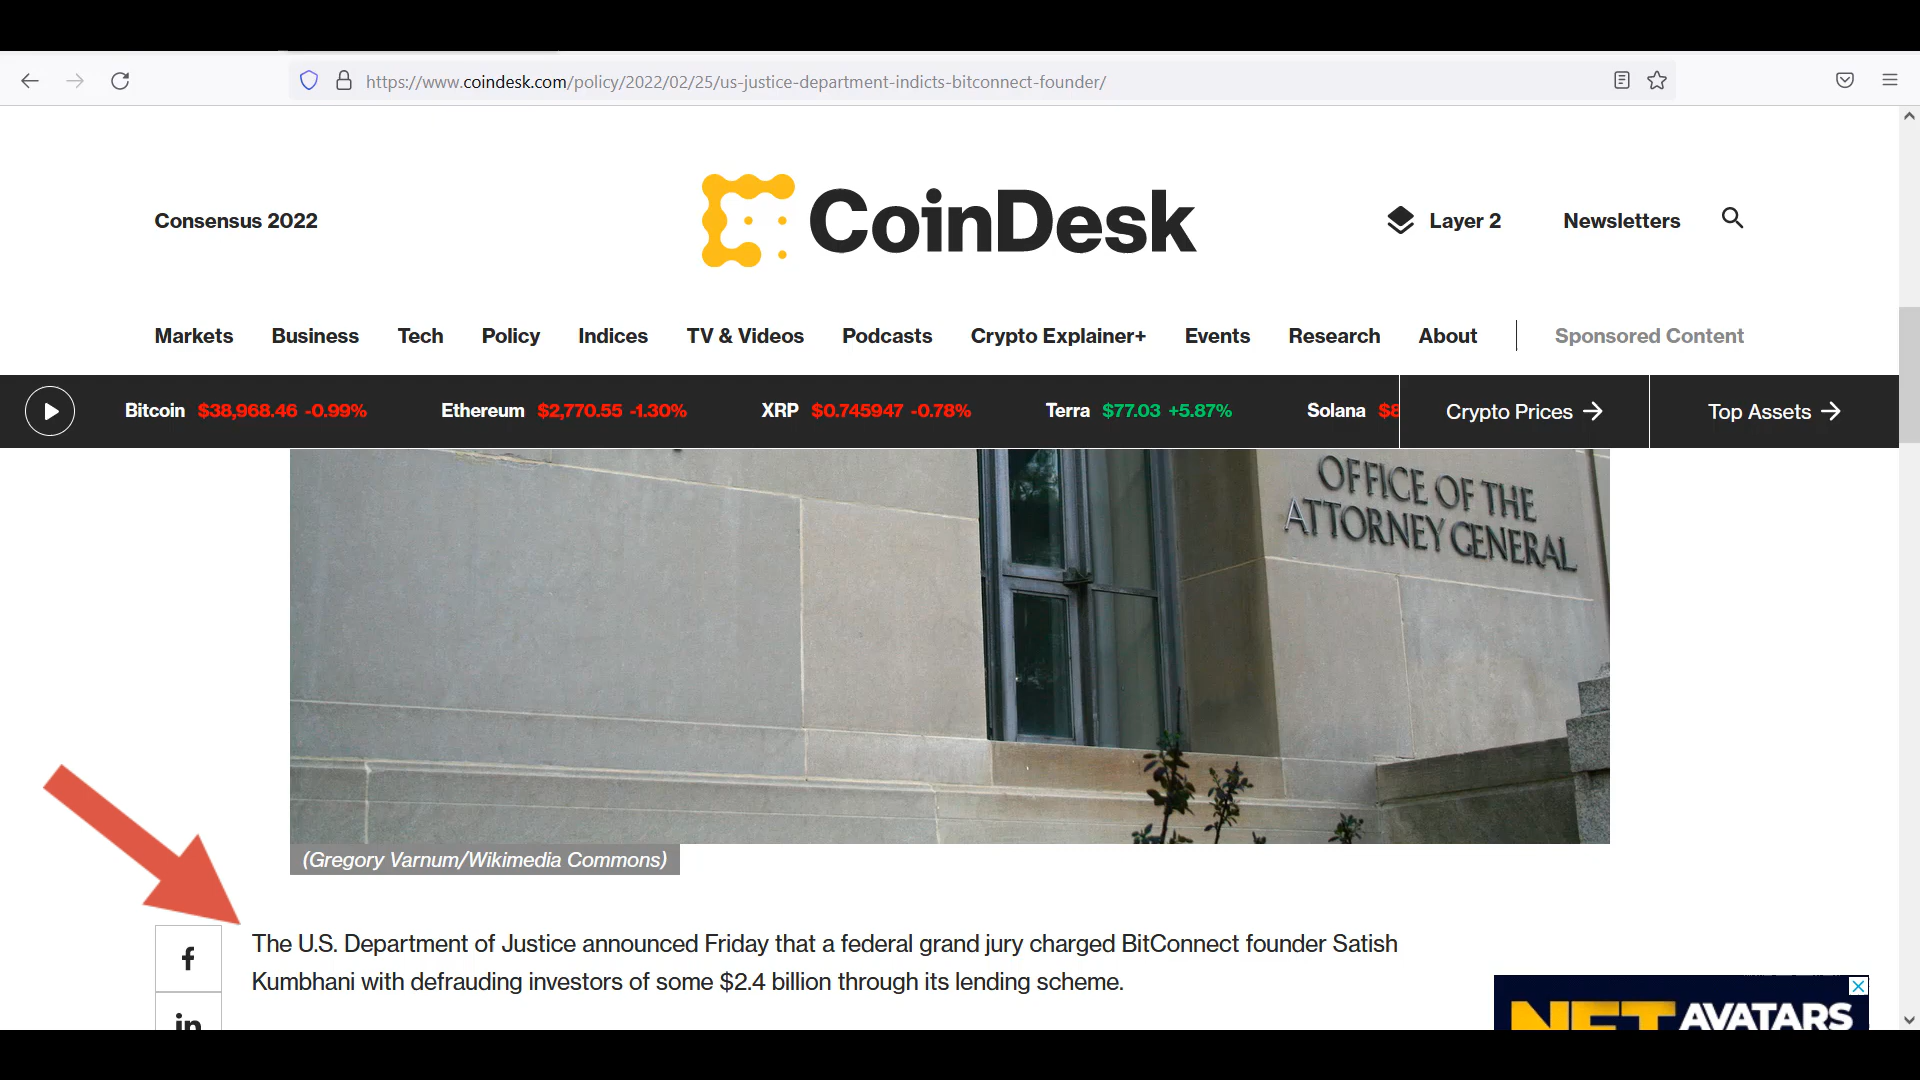 https://www.coindesk.com/policy/2022/02/25/us-justice-department-indicts-bitconnect-founder/
Consensus 2022
CoinDesk
Layer 2
Newsletters
Markets Business Tech Policy Indices TV & Videos Podcasts Crypto Explainer+ Events Research About Sponsored Content
Bitcoin $38,968.46 -0.99% Ethereum $2,770.55 -1.30% XRP $0.745947 -0.78% Terra $77.03 +5.87% Solana $8 Crypto Prices → Top Assets →
OFFICE OF THE
ATTORNEY GENERAL
(Gregory Varnum/Wikimedia Commons)
f
The U.S. Department of Justice announced Friday that a federal grand jury charged BitConnect founder Satish
Kumbhani with defrauding investors of some $2.4 billion through its lending scheme.
in
NFT AVATARS